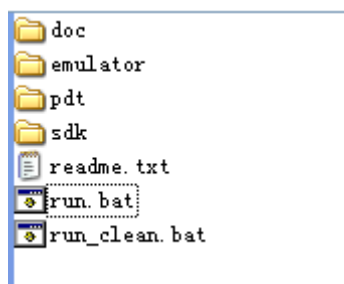 doc
emulator
pdt
sdk
readme.txt
run.bat
run_clean.bat